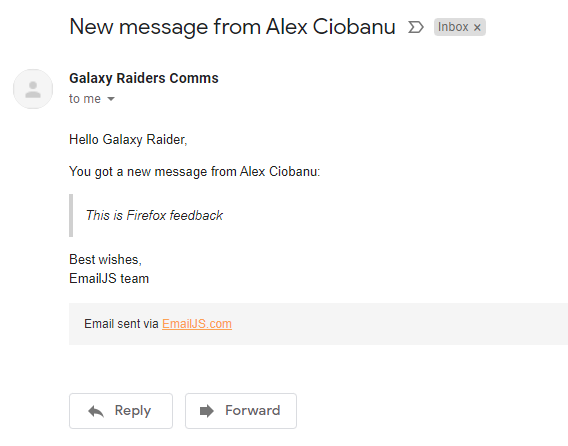 New message from Alex Ciobanu Inbox ×
Galaxy Raiders Comms
to me
Hello Galaxy Raider,
You got a new message from Alex Ciobanu:
This is Firefox feedback
Best wishes,
EmailJS team
Email sent via EmailJS.com
Reply Forward